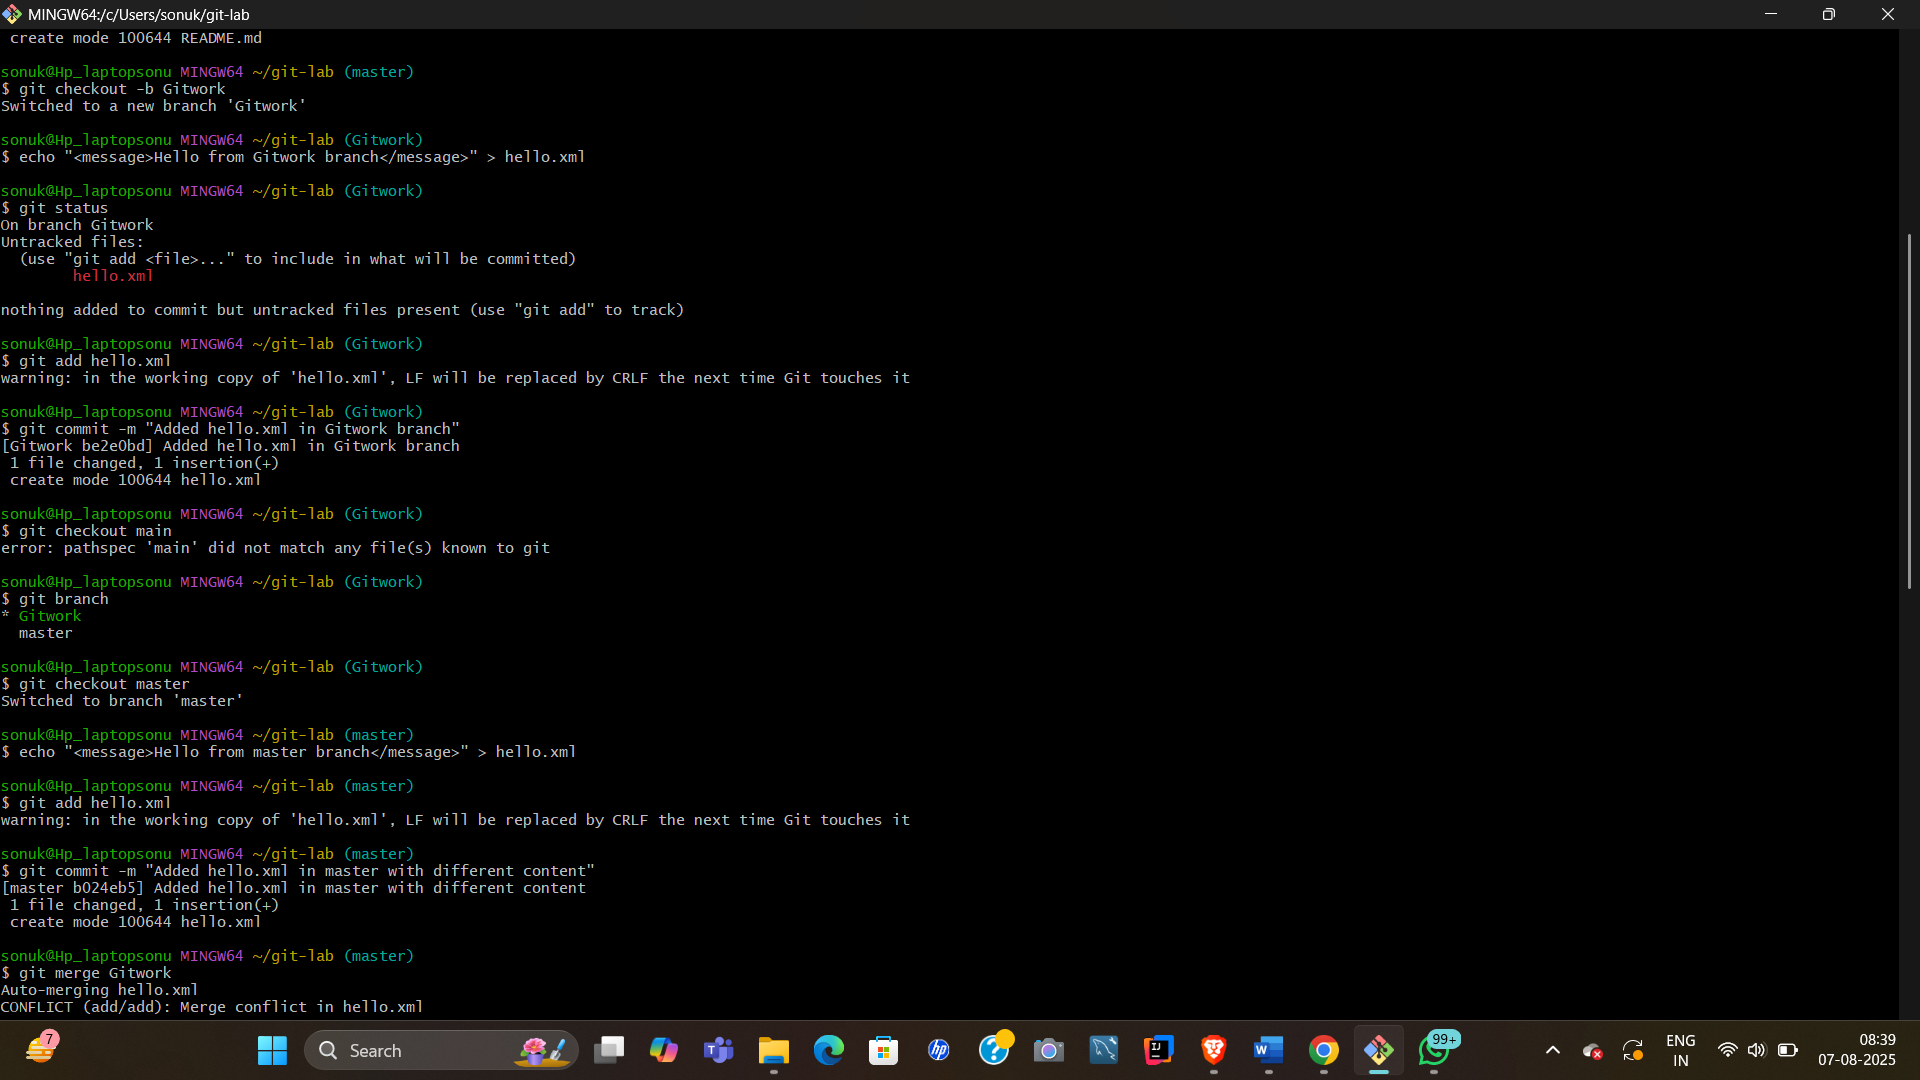 MINGW64:/c/Users/sonuk/git-lab
 create mode 100644 README.md
sonuk@Hp_laptopsonu MINGW64 ~/git-lab (master)
$ git checkout -b Gitwork
Switched to a new branch 'Gitwork'
sonuk@Hp_laptopsonu MINGW64 ~/git-lab (Gitwork)
$ echo "<message>Hello from Gitwork branch</message>" > hello.xml
sonuk@Hp_laptopsonu MINGW64 ~/git-lab (Gitwork)
$ git status
On branch Gitwork
Untracked files:
  (use "git add <file>..." to include in what will be committed)
        hello.xml
nothing added to commit but untracked files present (use "git add" to track)
sonuk@Hp_laptopsonu MINGW64 ~/git-lab (Gitwork)
$ git add hello.xml
warning: in the working copy of 'hello.xml', LF will be replaced by CRLF the next time Git touches it
sonuk@Hp_laptopsonu MINGW64 ~/git-lab (Gitwork)
$ git commit -m "Added hello.xml in Gitwork branch"
[Gitwork be2e0bd] Added hello.xml in Gitwork branch
 1 file changed, 1 insertion(+)
 create mode 100644 hello.xml
sonuk@Hp_laptopsonu MINGW64 ~/git-lab (Gitwork)
$ git checkout main
error: pathspec 'main' did not match any file(s) known to git
sonuk@Hp_laptopsonu MINGW64 ~/git-lab (Gitwork)
$ git branch
* Gitwork
  master
sonuk@Hp_laptopsonu MINGW64 ~/git-lab (Gitwork)
$ git checkout master
Switched to branch 'master'
sonuk@Hp_laptopsonu MINGW64 ~/git-lab (master)
$ echo "<message>Hello from master branch</message>" > hello.xml
sonuk@Hp_laptopsonu MINGW64 ~/git-lab (master)
$ git add hello.xml
warning: in the working copy of 'hello.xml', LF will be replaced by CRLF the next time Git touches it
sonuk@Hp_laptopsonu MINGW64 ~/git-lab (master)
$ git commit -m "Added hello.xml in master with different content"
[master b024eb5] Added hello.xml in master with different content
 1 file changed, 1 insertion(+)
 create mode 100644 hello.xml
sonuk@Hp_laptopsonu MINGW64 ~/git-lab (master)
$ git merge Gitwork
Auto-merging hello.xml
CONFLICT (add/add): Merge conflict in hello.xml
7
Search
T
hp
?
IJ
W
99+
ENG
IN
08:39
07-08-2025